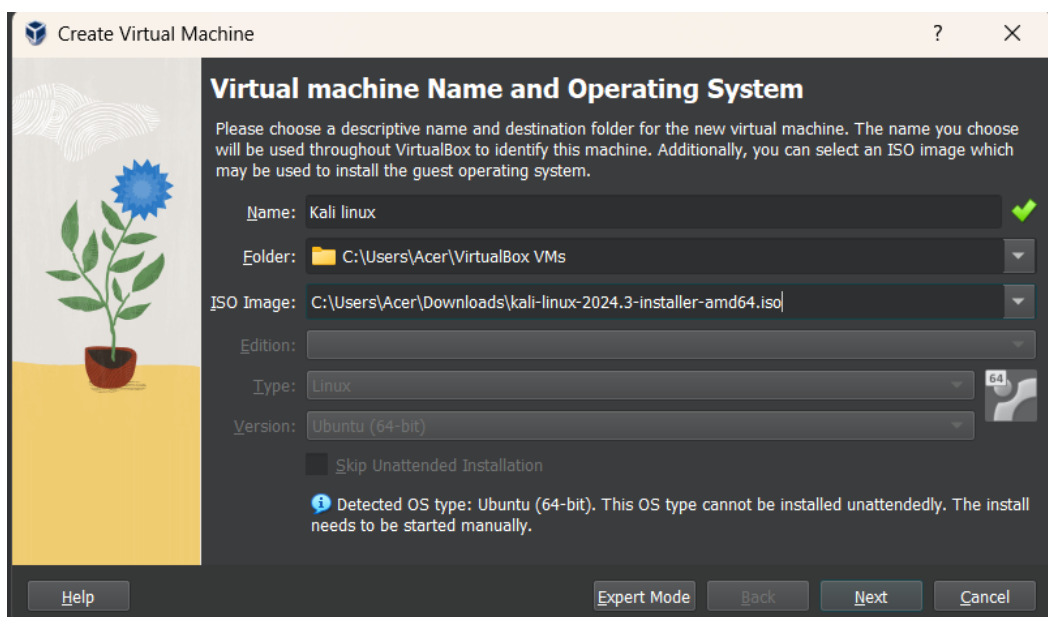 Create Virtual Machine
?
Virtual machine Name and Operating System
Please choose a descriptive name and destination folder for the new virtual machine. The name you choose
will be used throughout VirtualBox to identify this machine. Additionally, you can select an ISO image which
may be used to install the guest operating system.
Name: Kali linux
Folder: C:\Users\Acer\VirtualBox VMs
ISO Image: C:\Users\Acer\Downloads\kali-linux-2024.3-installer-amd64.iso
Edition:
Type: Linux
64
Version: Ubuntu (64-bit)
Skip Unattended Installation
Detected OS type: Ubuntu (64-bit). This OS type cannot be installed unattendedly. The install
needs to be started manually.
Help Expert Mode Back Next Cancel